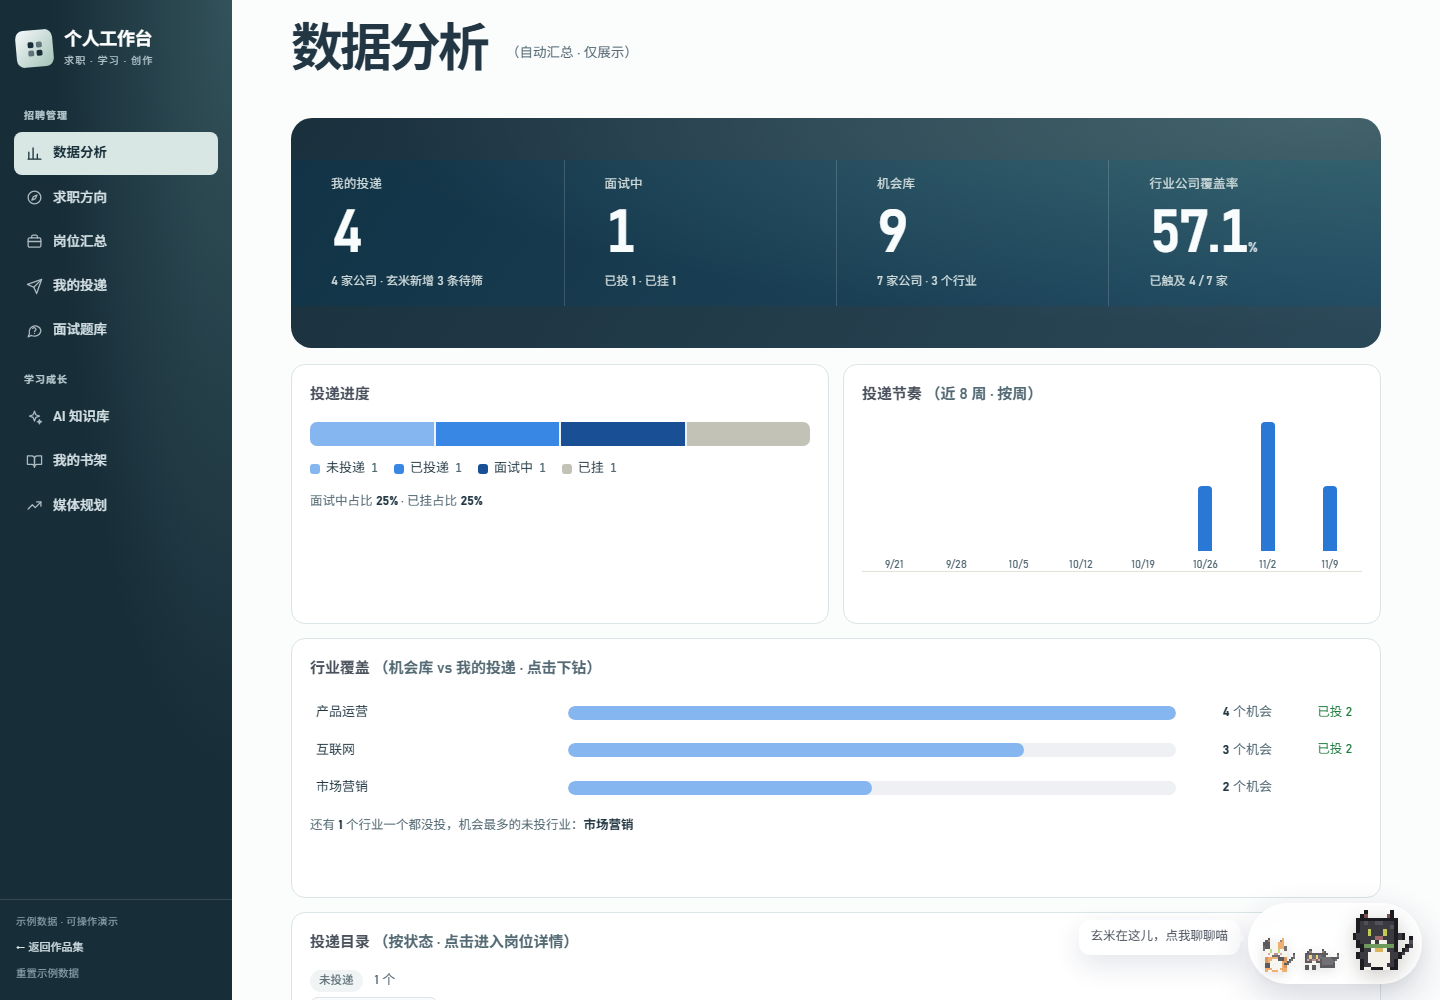 个人工作台
求职 · 学习 · 创作
招聘管理
数据分析
求职方向
岗位汇总
我的投递
面试题库
学习成长
AI 知识库
我的书架
媒体规划
示例数据 · 可操作演示
← 返回作品集
重置示例数据
数据分析 （自动汇总 · 仅展示）
我的投递
4
4 家公司 · 玄米新增 3 条待筛
面试中
1
已投 1 · 已挂 1
机会库
9
7 家公司 · 3 个行业
行业公司覆盖率
57.1%
已触及 4 / 7 家
投递进度
未投递 1 已投递 1 面试中 1 已挂 1
面试中占比 25% · 已挂占比 25%
投递节奏 （近 8 周 · 按周）
9/21 9/28 10/5 10/12 10/19 10/26 11/2 11/9
行业覆盖 （机会库 vs 我的投递 · 点击下钻）
产品运营 4 个机会 已投 2
互联网 3 个机会 已投 2
市场营销 2 个机会
还有 1 个行业一个都没投，机会最多的未投行业：市场营销
投递目录 （按状态 · 点击进入岗位详情）
未投递 1 个
玄米在这儿，点我聊聊喵